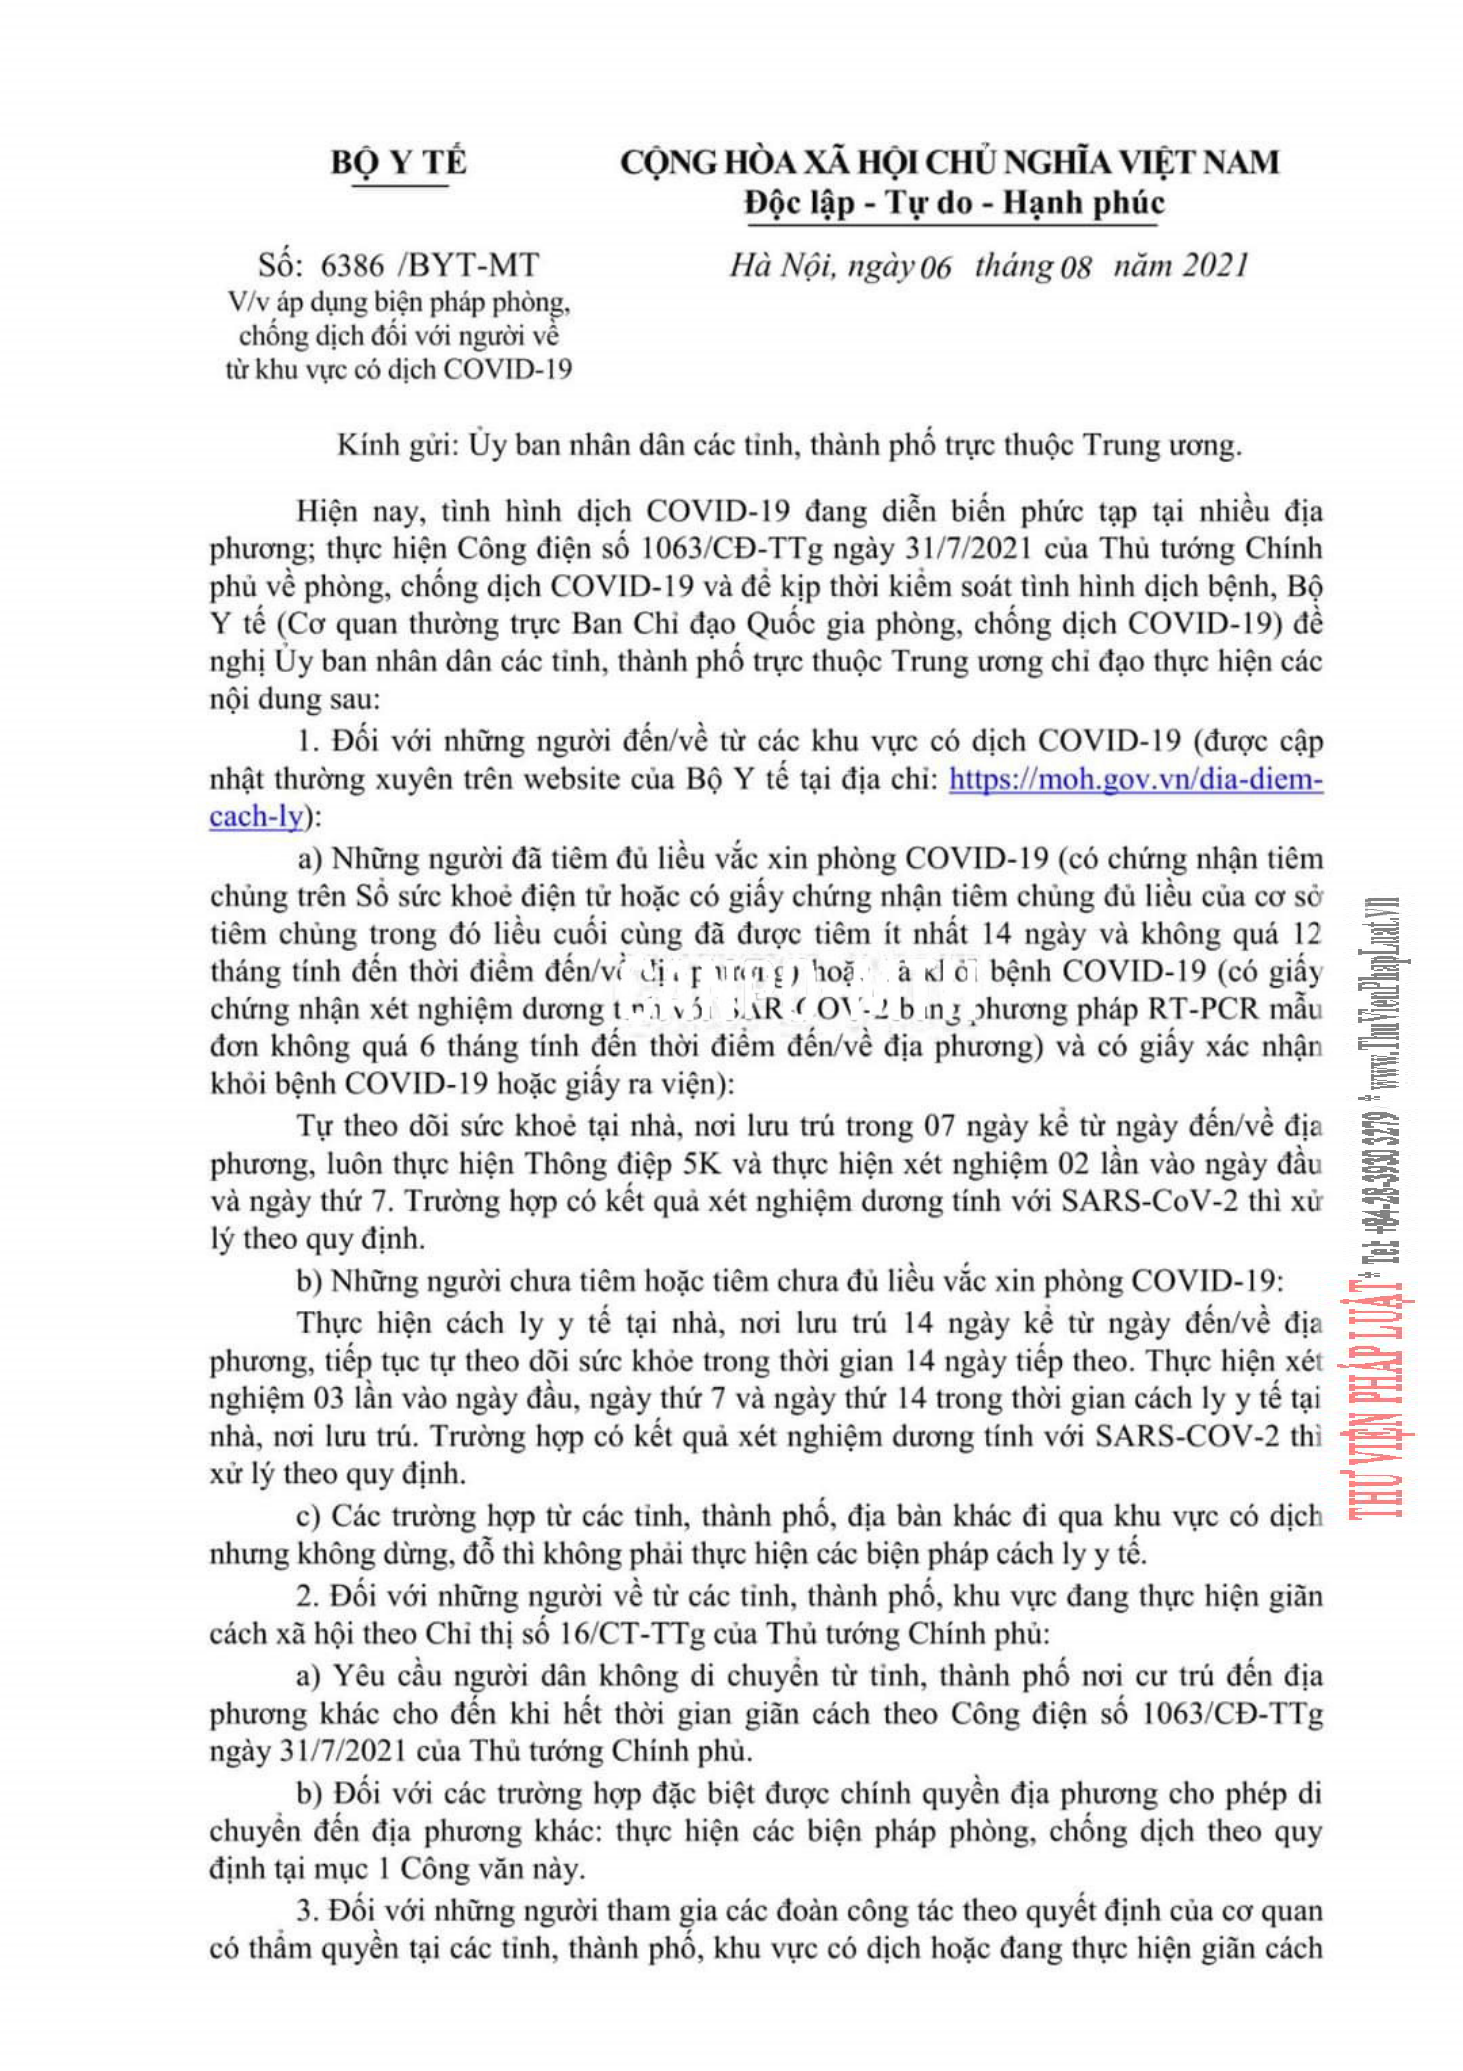 BỘ Y TẾ
CỘNG HÒA XÃ HỘI CHỦ NGHĨA VIỆT NAM
Độc lập - Tự do - Hạnh phúc
Số: 6386 /BYT-MT
Hà Nội, ngày 06 tháng 08 năm 2021
V/v áp dụng biện pháp phòng,
chống dịch đối với người về
từ khu vực có dịch COVID-19
Kính gửi: Ủy ban nhân dân các tỉnh, thành phố trực thuộc Trung ương.
Hiện nay, tình hình dịch COVID-19 đang diễn biến phức tạp tại nhiều địa
phương; thực hiện Công điện số 1063/CĐ-TTg ngày 31/7/2021 của Thủ tướng Chính
phủ về phòng, chống dịch COVID-19 và để kịp thời kiểm soát tình hình dịch bệnh, Bộ
Y tế (Cơ quan thường trực Ban Chỉ đạo Quốc gia phòng, chống dịch COVID-19) đề
nghị Ủy ban nhân dân các tỉnh, thành phố trực thuộc Trung ương chỉ đạo thực hiện các
nội dung sau:
1. Đối với những người đến/về từ các khu vực có dịch COVID-19 (được cập
nhật thường xuyên trên website của Bộ Y tế tại địa chỉ: https://moh.gov.vn/dia-diem-
cach-ly):
a) Những người đã tiêm đủ liều vắc xin phòng COVID-19 (có chứng nhận tiêm
chủng trên Sổ sức khoẻ điện tử hoặc có giấy chứng nhận tiêm chủng đủ liều của cơ sở
tiêm chủng trong đó liều cuối cùng đã được tiêm ít nhất 14 ngày và không quá 12
tháng tính đến thời điểm đến/về địa phương) hoặc đã khỏi bệnh COVID-19 (có giấy
chứng nhận xét nghiệm dương tính với SAR-COV-2 bằng phương pháp RT-PCR mẫu
đơn không quá 6 tháng tính đến thời điểm đến/về địa phương) và có giấy xác nhận
khỏi bệnh COVID-19 hoặc giấy ra viện):
Tự theo dõi sức khoẻ tại nhà, nơi lưu trú trong 07 ngày kể từ ngày đến/về địa
phương, luôn thực hiện Thông điệp 5K và thực hiện xét nghiệm 02 lần vào ngày đầu
và ngày thứ 7. Trường hợp có kết quả xét nghiệm dương tính với SARS-CoV-2 thì xử
lý theo quy định.
b) Những người chưa tiêm hoặc tiêm chưa đủ liều vắc xin phòng COVID-19:
Thực hiện cách ly y tế tại nhà, nơi lưu trú 14 ngày kể từ ngày đến/về địa
phương, tiếp tục tự theo dõi sức khỏe trong thời gian 14 ngày tiếp theo. Thực hiện xét
nghiệm 03 lần vào ngày đầu, ngày thứ 7 và ngày thứ 14 trong thời gian cách ly y tế tại
nhà, nơi lưu trú. Trường hợp có kết quả xét nghiệm dương tính với SARS-COV-2 thì
xử lý theo quy định.
c) Các trường hợp từ các tỉnh, thành phố, địa bàn khác đi qua khu vực có dịch
nhưng không dừng, đỗ thì không phải thực hiện các biện pháp cách ly y tế.
2. Đối với những người về từ các tỉnh, thành phố, khu vực đang thực hiện giãn
cách xã hội theo Chỉ thị số 16/CT-TTg của Thủ tướng Chính phủ:
a) Yêu cầu người dân không di chuyển từ tỉnh, thành phố nơi cư trú đến địa
phương khác cho đến khi hết thời gian giãn cách theo Công điện số 1063/CĐ-TTg
ngày 31/7/2021 của Thủ tướng Chính phủ.
b) Đối với các trường hợp đặc biệt được chính quyền địa phương cho phép di
chuyển đến địa phương khác: thực hiện các biện pháp phòng, chống dịch theo quy
định tại mục 1 Công văn này.
3. Đối với những người tham gia các đoàn công tác theo quyết định của cơ quan
có thẩm quyền tại các tỉnh, thành phố, khu vực có dịch hoặc đang thực hiện giãn cách
THƯ VIỆN PHÁP LUẬT * Tel: +84-28-3930 3279 * www.ThuVienPhapLuat.vn